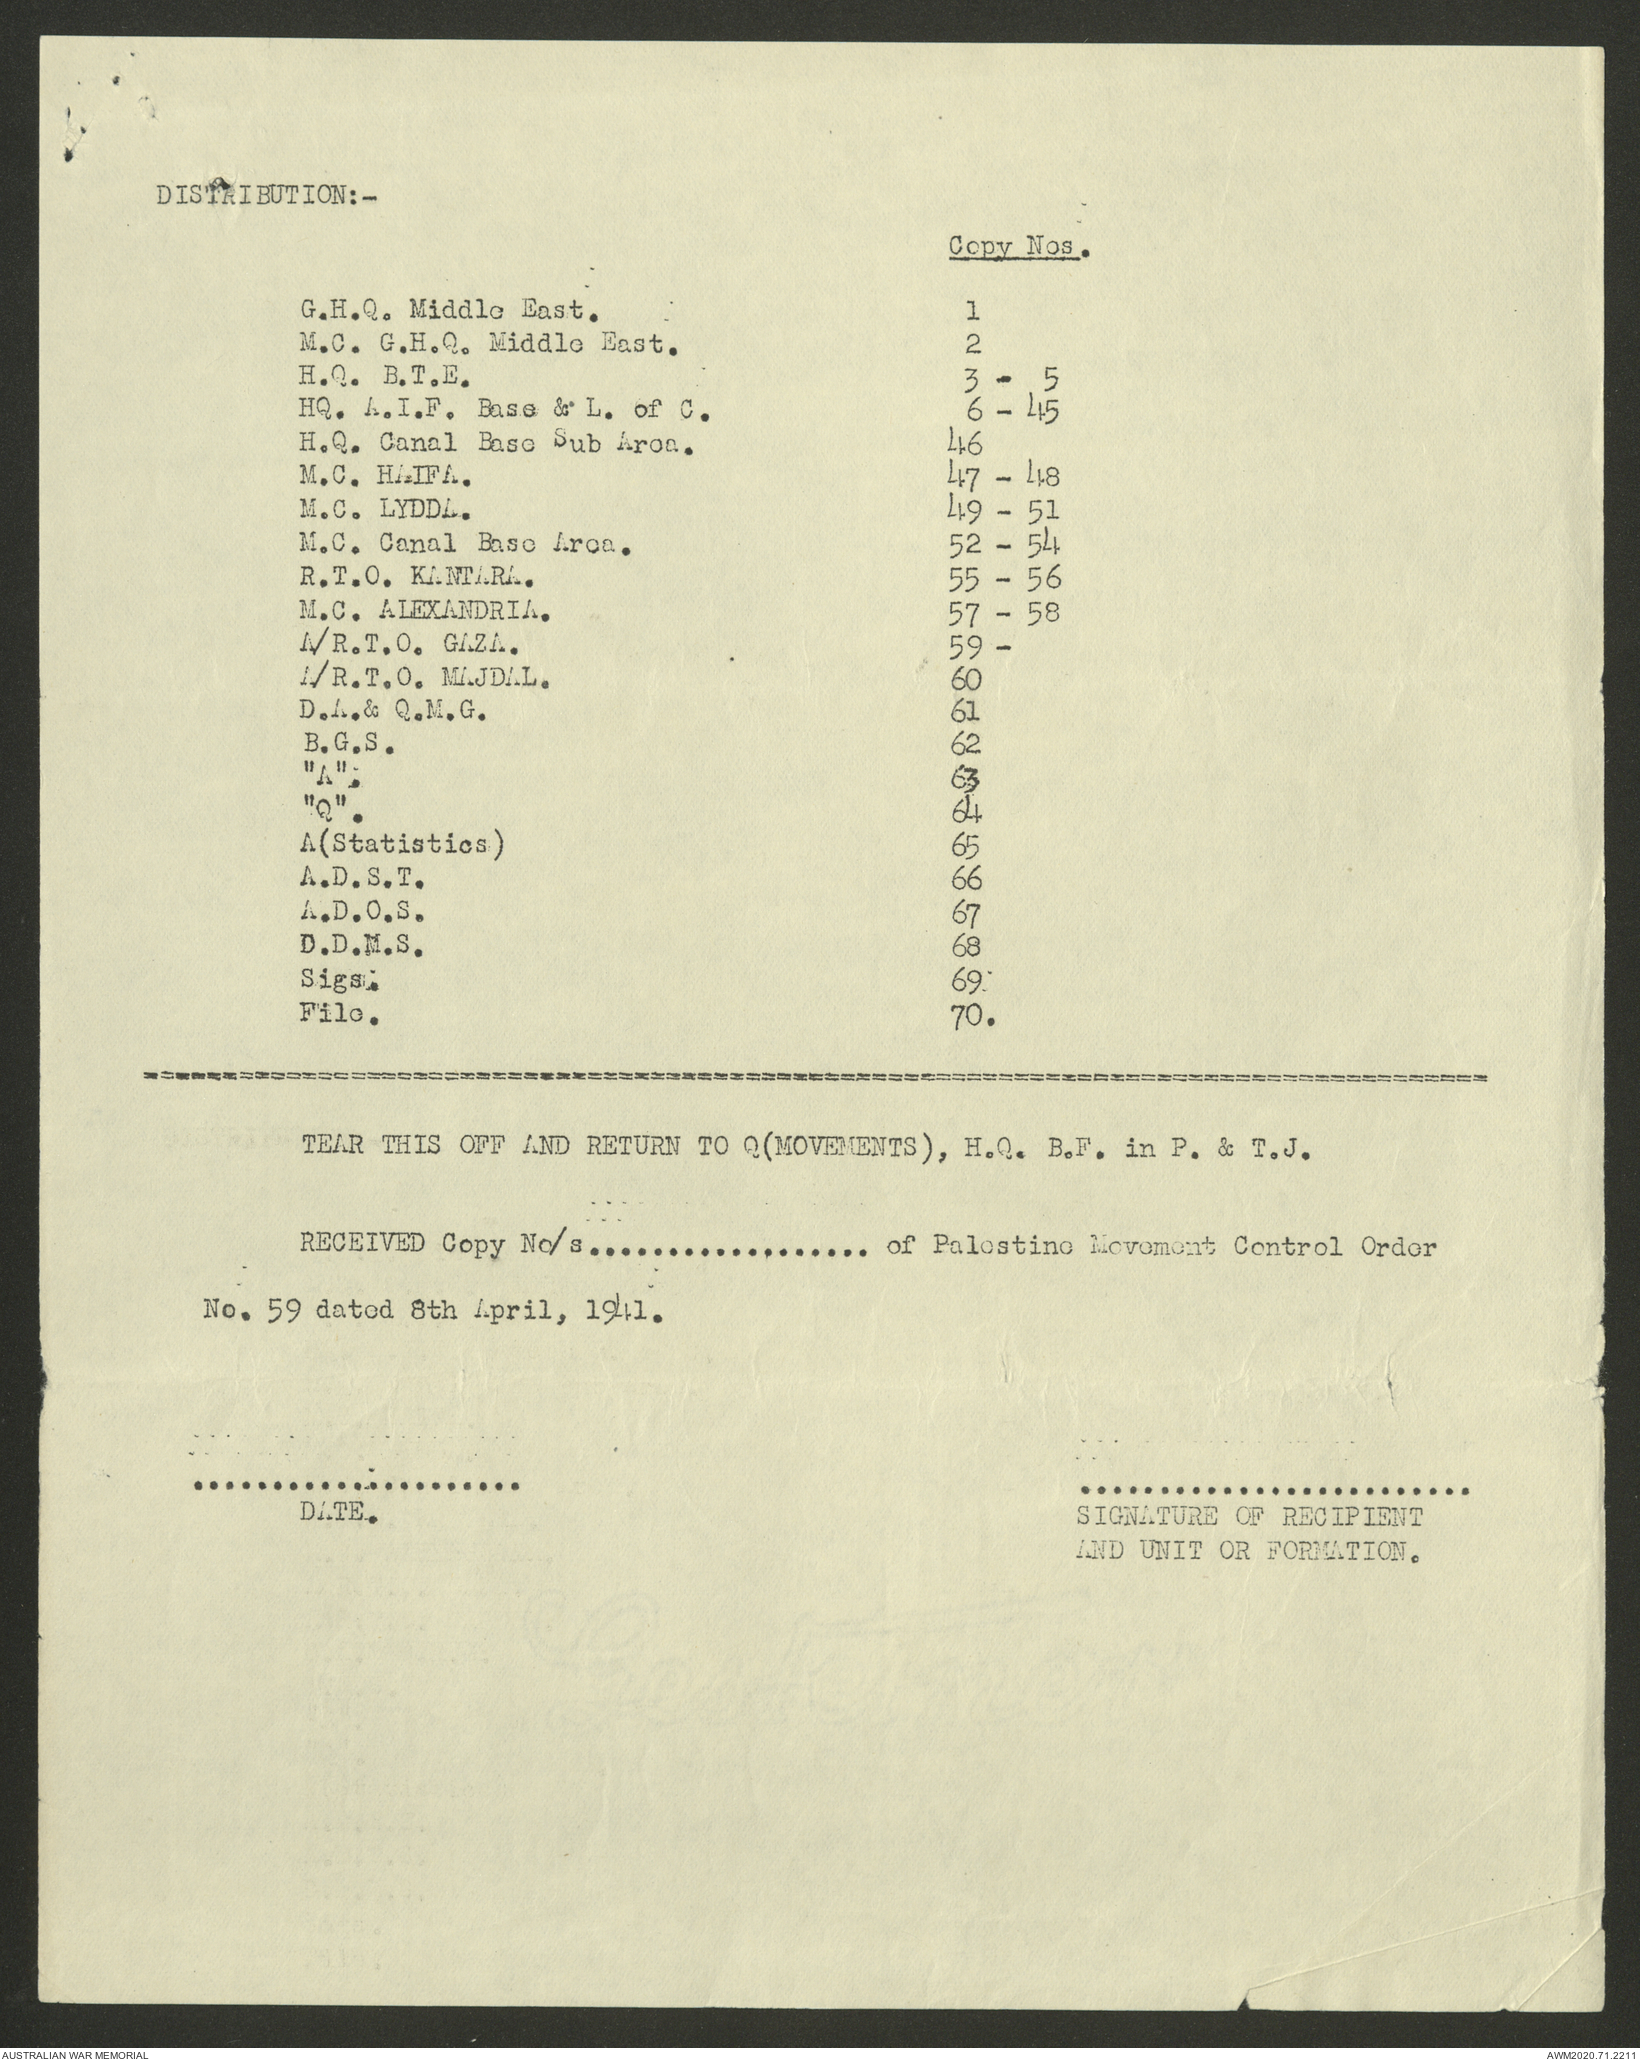 DISTRIBUTION:-
Copy Nos.
G.H.Q. Middle East. 1
M.C. G.H.Q. Middle East. 2
H.Q. B.T.E. 3 - 5
HQ. A.I.F. Base & L. of C. 6 - 45
H.Q. Canal Base Sub Area. 46
M.C. HAIFA. 47 - 48
M.C. LYDDA. 49 - 51
M.C. Canal Base Area. 52 - 54
R.T.O. KANTARA. 55 - 56
M.C. ALEXANDRIA. 57 - 58
A/R.T.O. GAZA. 59 -
A/R.T.O. MAJDAL. 60
D.A.& Q.M.G. 61
B.G.S. 62
"A". 63
"Q". 64
A(Statistics) 65
A.D.S.T. 66
A.D.O.S. 67
D.D.M.S. 68
Sigs. 69
File. 70.
TEAR THIS OFF AND RETURN TO Q(MOVEMENTS), H.Q. B.F. in P. & T.J.
RECEIVED Copy No/s.................. of Palestine Movement Control Order
No. 59 dated 8th April, 1941.
..................... .........................
DATE. SIGNATURE OF RECIPIENT
AND UNIT OR FORMATION.
AUSTRALIAN WAR MEMORIAL AWM2020.71.2211